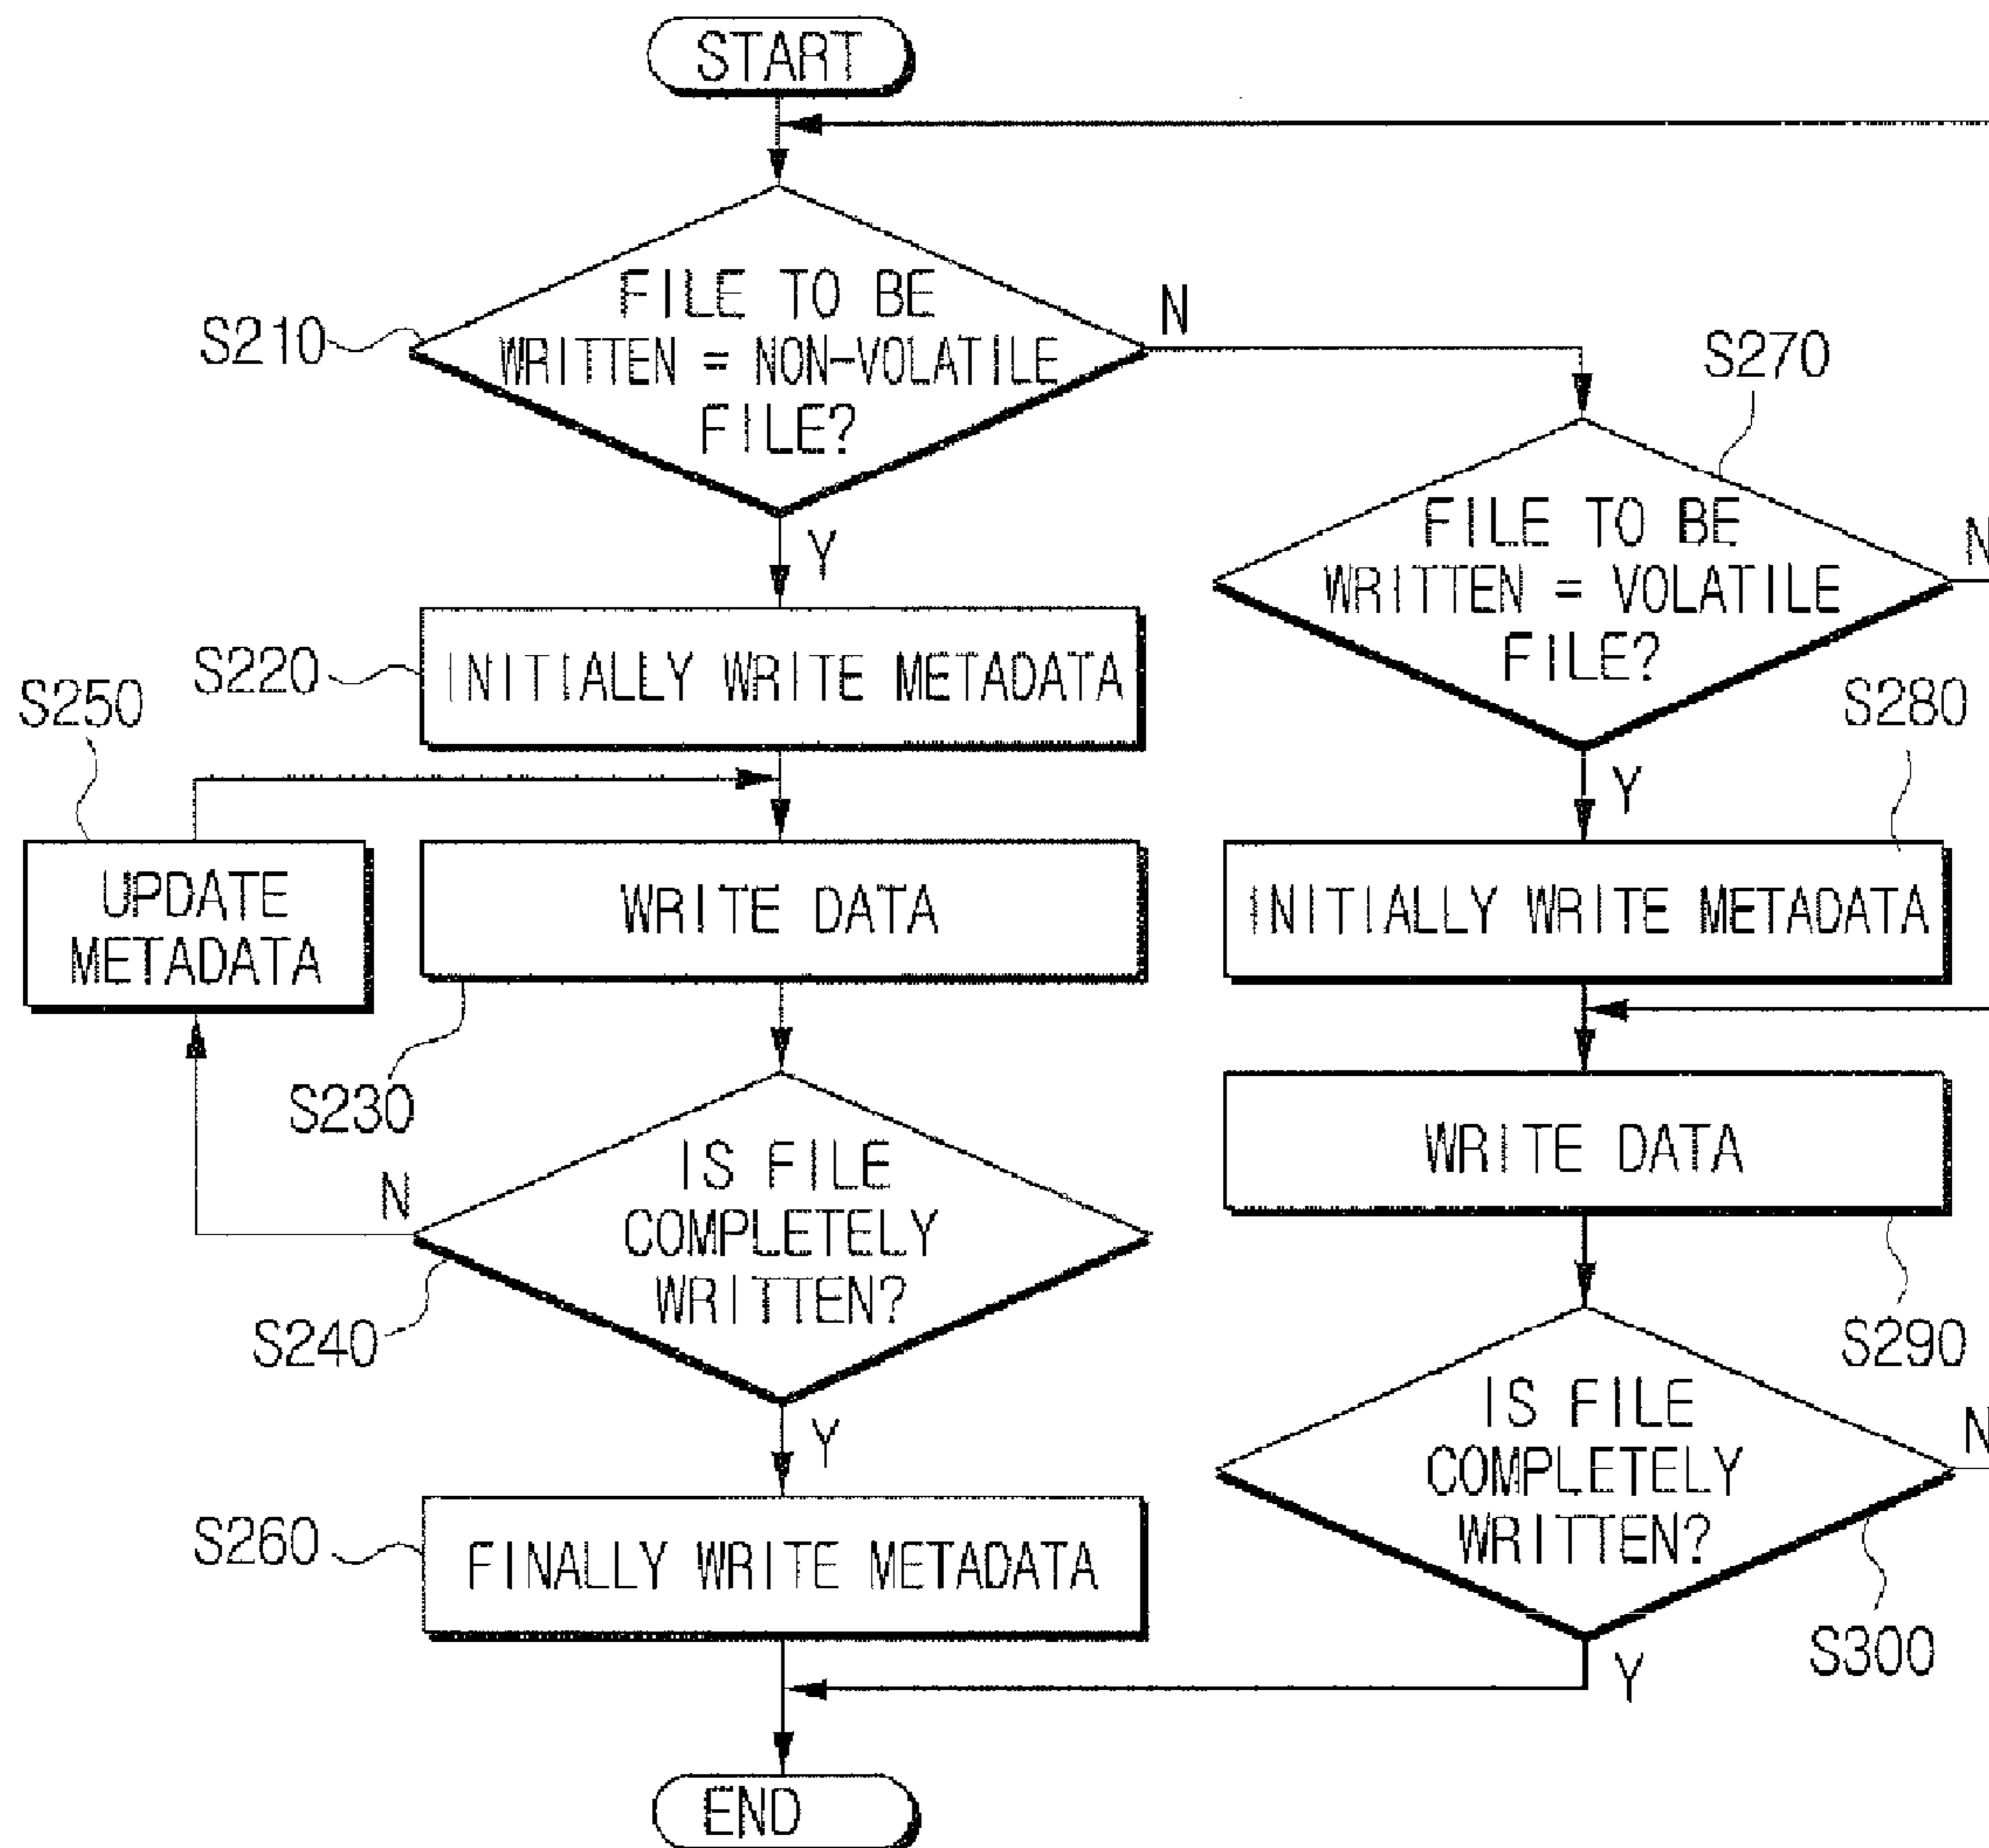 START
FILE TO BE
WRITTEN = NON-VOLATILE
FILE?
S210
N
Y
S270
FILE TO BE
WRITTEN = VOLATILE
FILE?
N
Y
S220
INITIALLY WRITE METADATA
S250
UPDATE
METADATA
WRITE DATA
S230
S280
INITIALLY WRITE METADATA
WRITE DATA
S290
IS FILE
COMPLETELY
WRITTEN?
N
S240
Y
IS FILE
COMPLETELY
WRITTEN?
N
S300
Y
S260
FINALLY WRITE METADATA
END